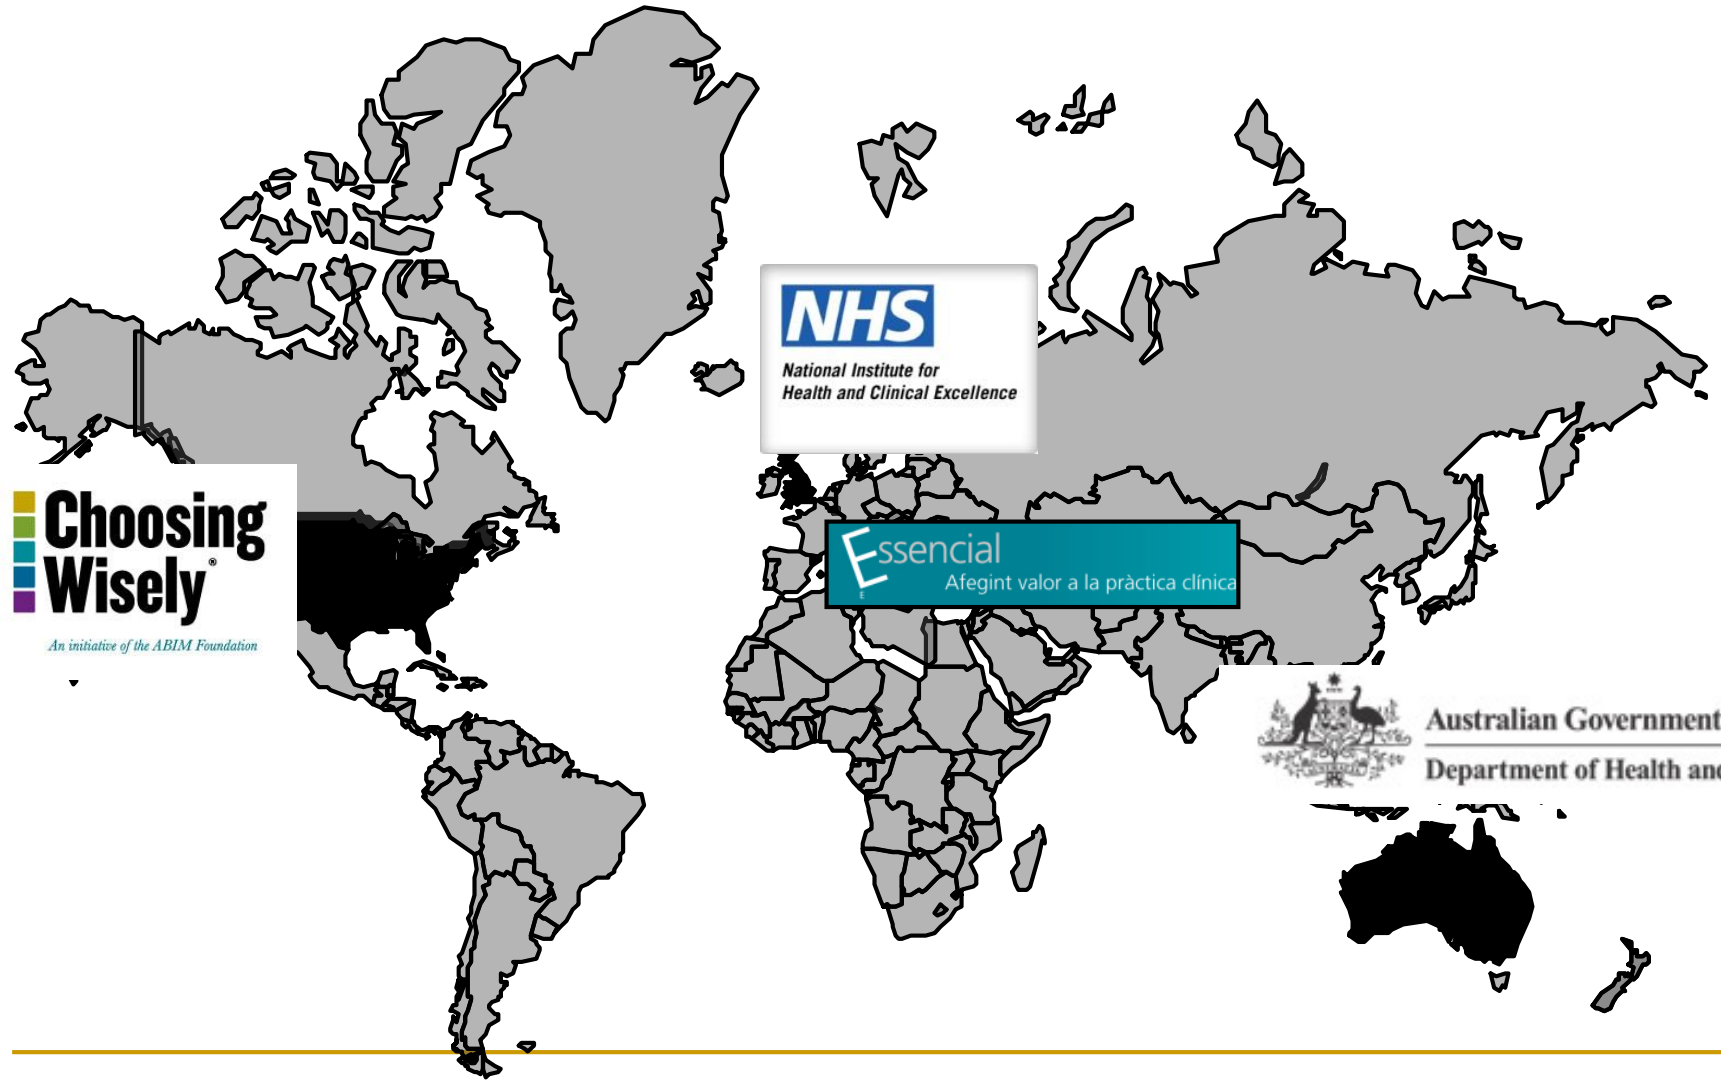 NHS
National Institute for
Health and Clinical Excellence
Choosing
Wisely®
An initiative of the ABIM Foundation
Essencial
Afegint valor a la pràctica clínica
E
Australian Government
Department of Health and